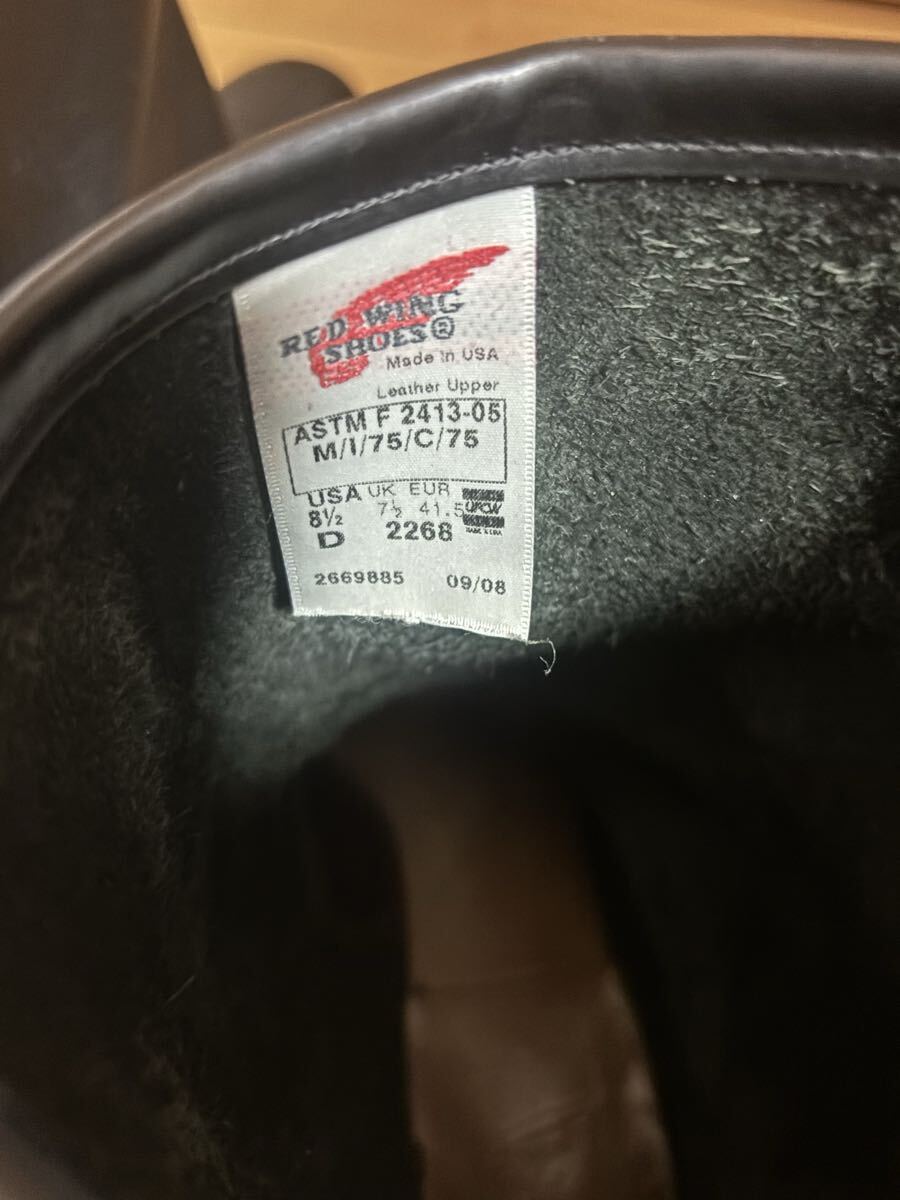 RED WING
SHOES®
Made in USA
Leather Upper
ASTM F 2413-05
M/I/75/C/75
USA UK EUR
8½ 7½ 41.5
D 2268
UFCW
2669885 09/08